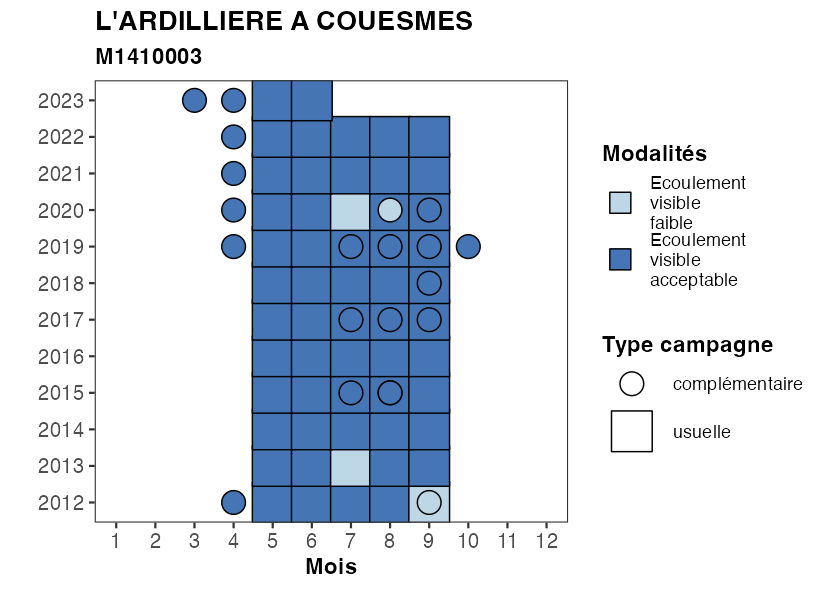 L'ARDILLIERE A COUESMES
M1410003
2023
2022
2021
2020
2019
2018
2017
2016
2015
2014
2013
2012
1 2 3 4 5 6 7 8 9 10 11 12
Mois
Modalités
Ecoulement
visible
faible
Ecoulement
visible
acceptable
Type campagne
complémentaire
usuelle